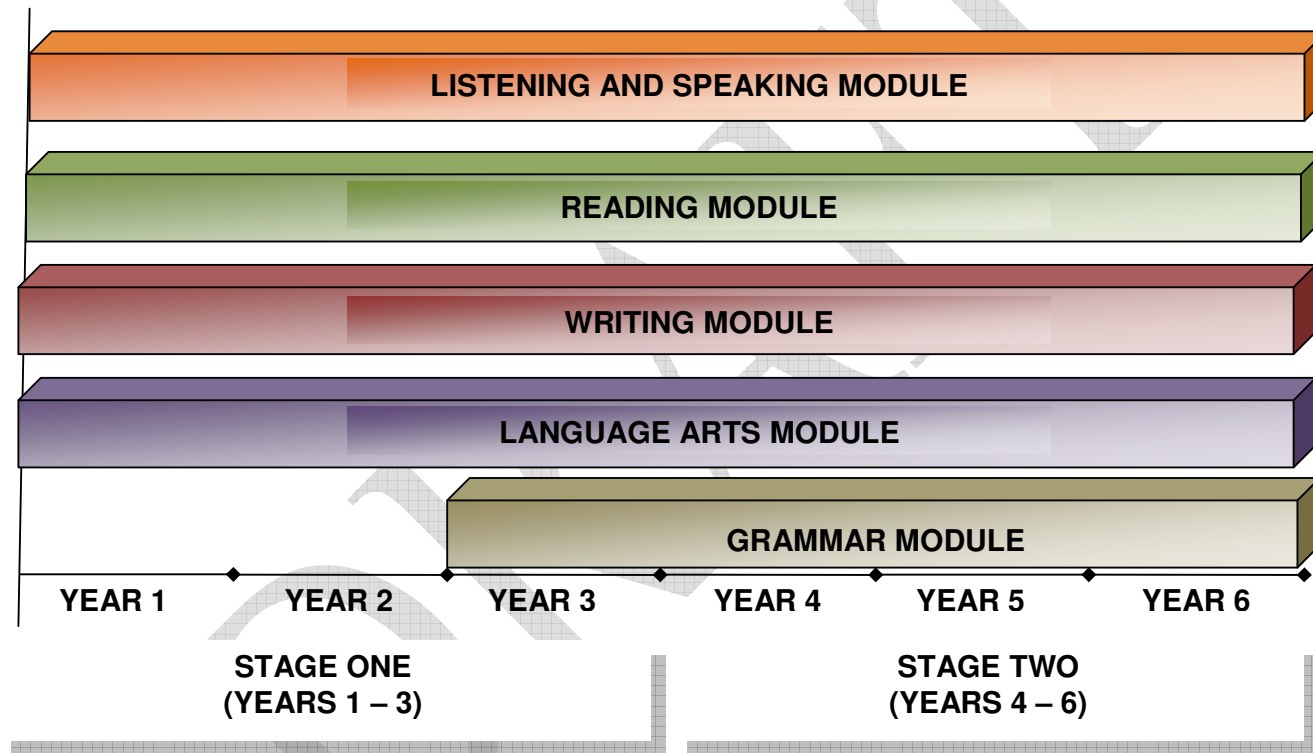 LISTENING AND SPEAKING MODULE
READING MODULE
WRITING MODULE
LANGUAGE ARTS MODULE
GRAMMAR MODULE
YEAR 1 YEAR 2 YEAR 3 YEAR 4 YEAR 5 YEAR 6
STAGE ONE
(YEARS 1 – 3)
STAGE TWO
(YEARS 4 – 6)